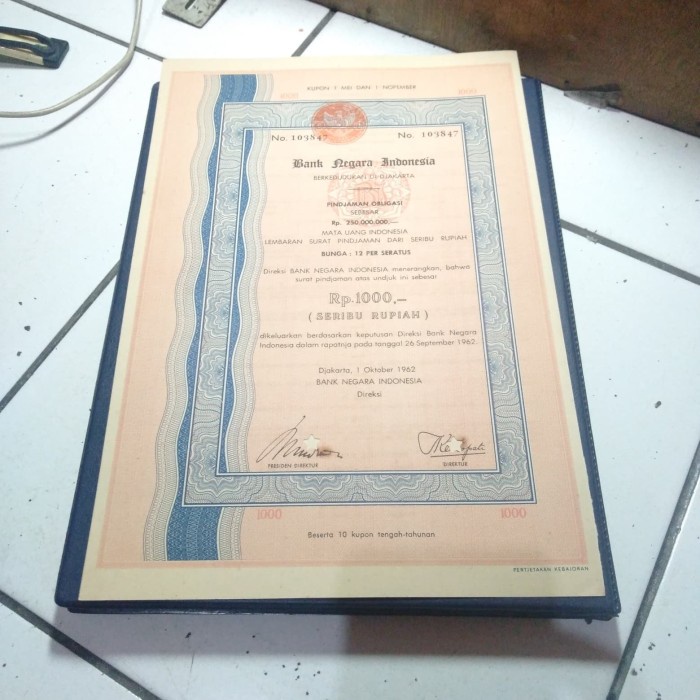 KUPON 1 MEI DAN 1 NOPEMBER
1000 1000
No. 103847 No. 103847
Bank Negara Indonesia
BERKEDUDUKAN DI DJAKARTA
PINDJAMAN OBLIGASI
SEBESAR
Rp. 250.000.000,—
MATA UANG INDONESIA
LEMBARAN SURAT PINDJAMAN DARI SERIBU RUPIAH
BUNGA : 12 PER SERATUS
Direksi BANK NEGARA INDONESIA menerangkan, bahwa
surat pindjaman atas undjuk ini sebesar
Rp.1000,—
( SERIBU RUPIAH )
dikeluarkan berdasarkan keputusan Direksi Bank Negara
Indonesia dalam rapatnja pada tanggal 26 September 1962.
Djakarta, 1 Oktober 1962
BANK NEGARA INDONESIA
Direksi
PRESIDEN DIREKTUR DIREKTUR
1000 1000
Beserta 10 kupon tengah-tahunan
PERTJETAKAN KEBAJORAN